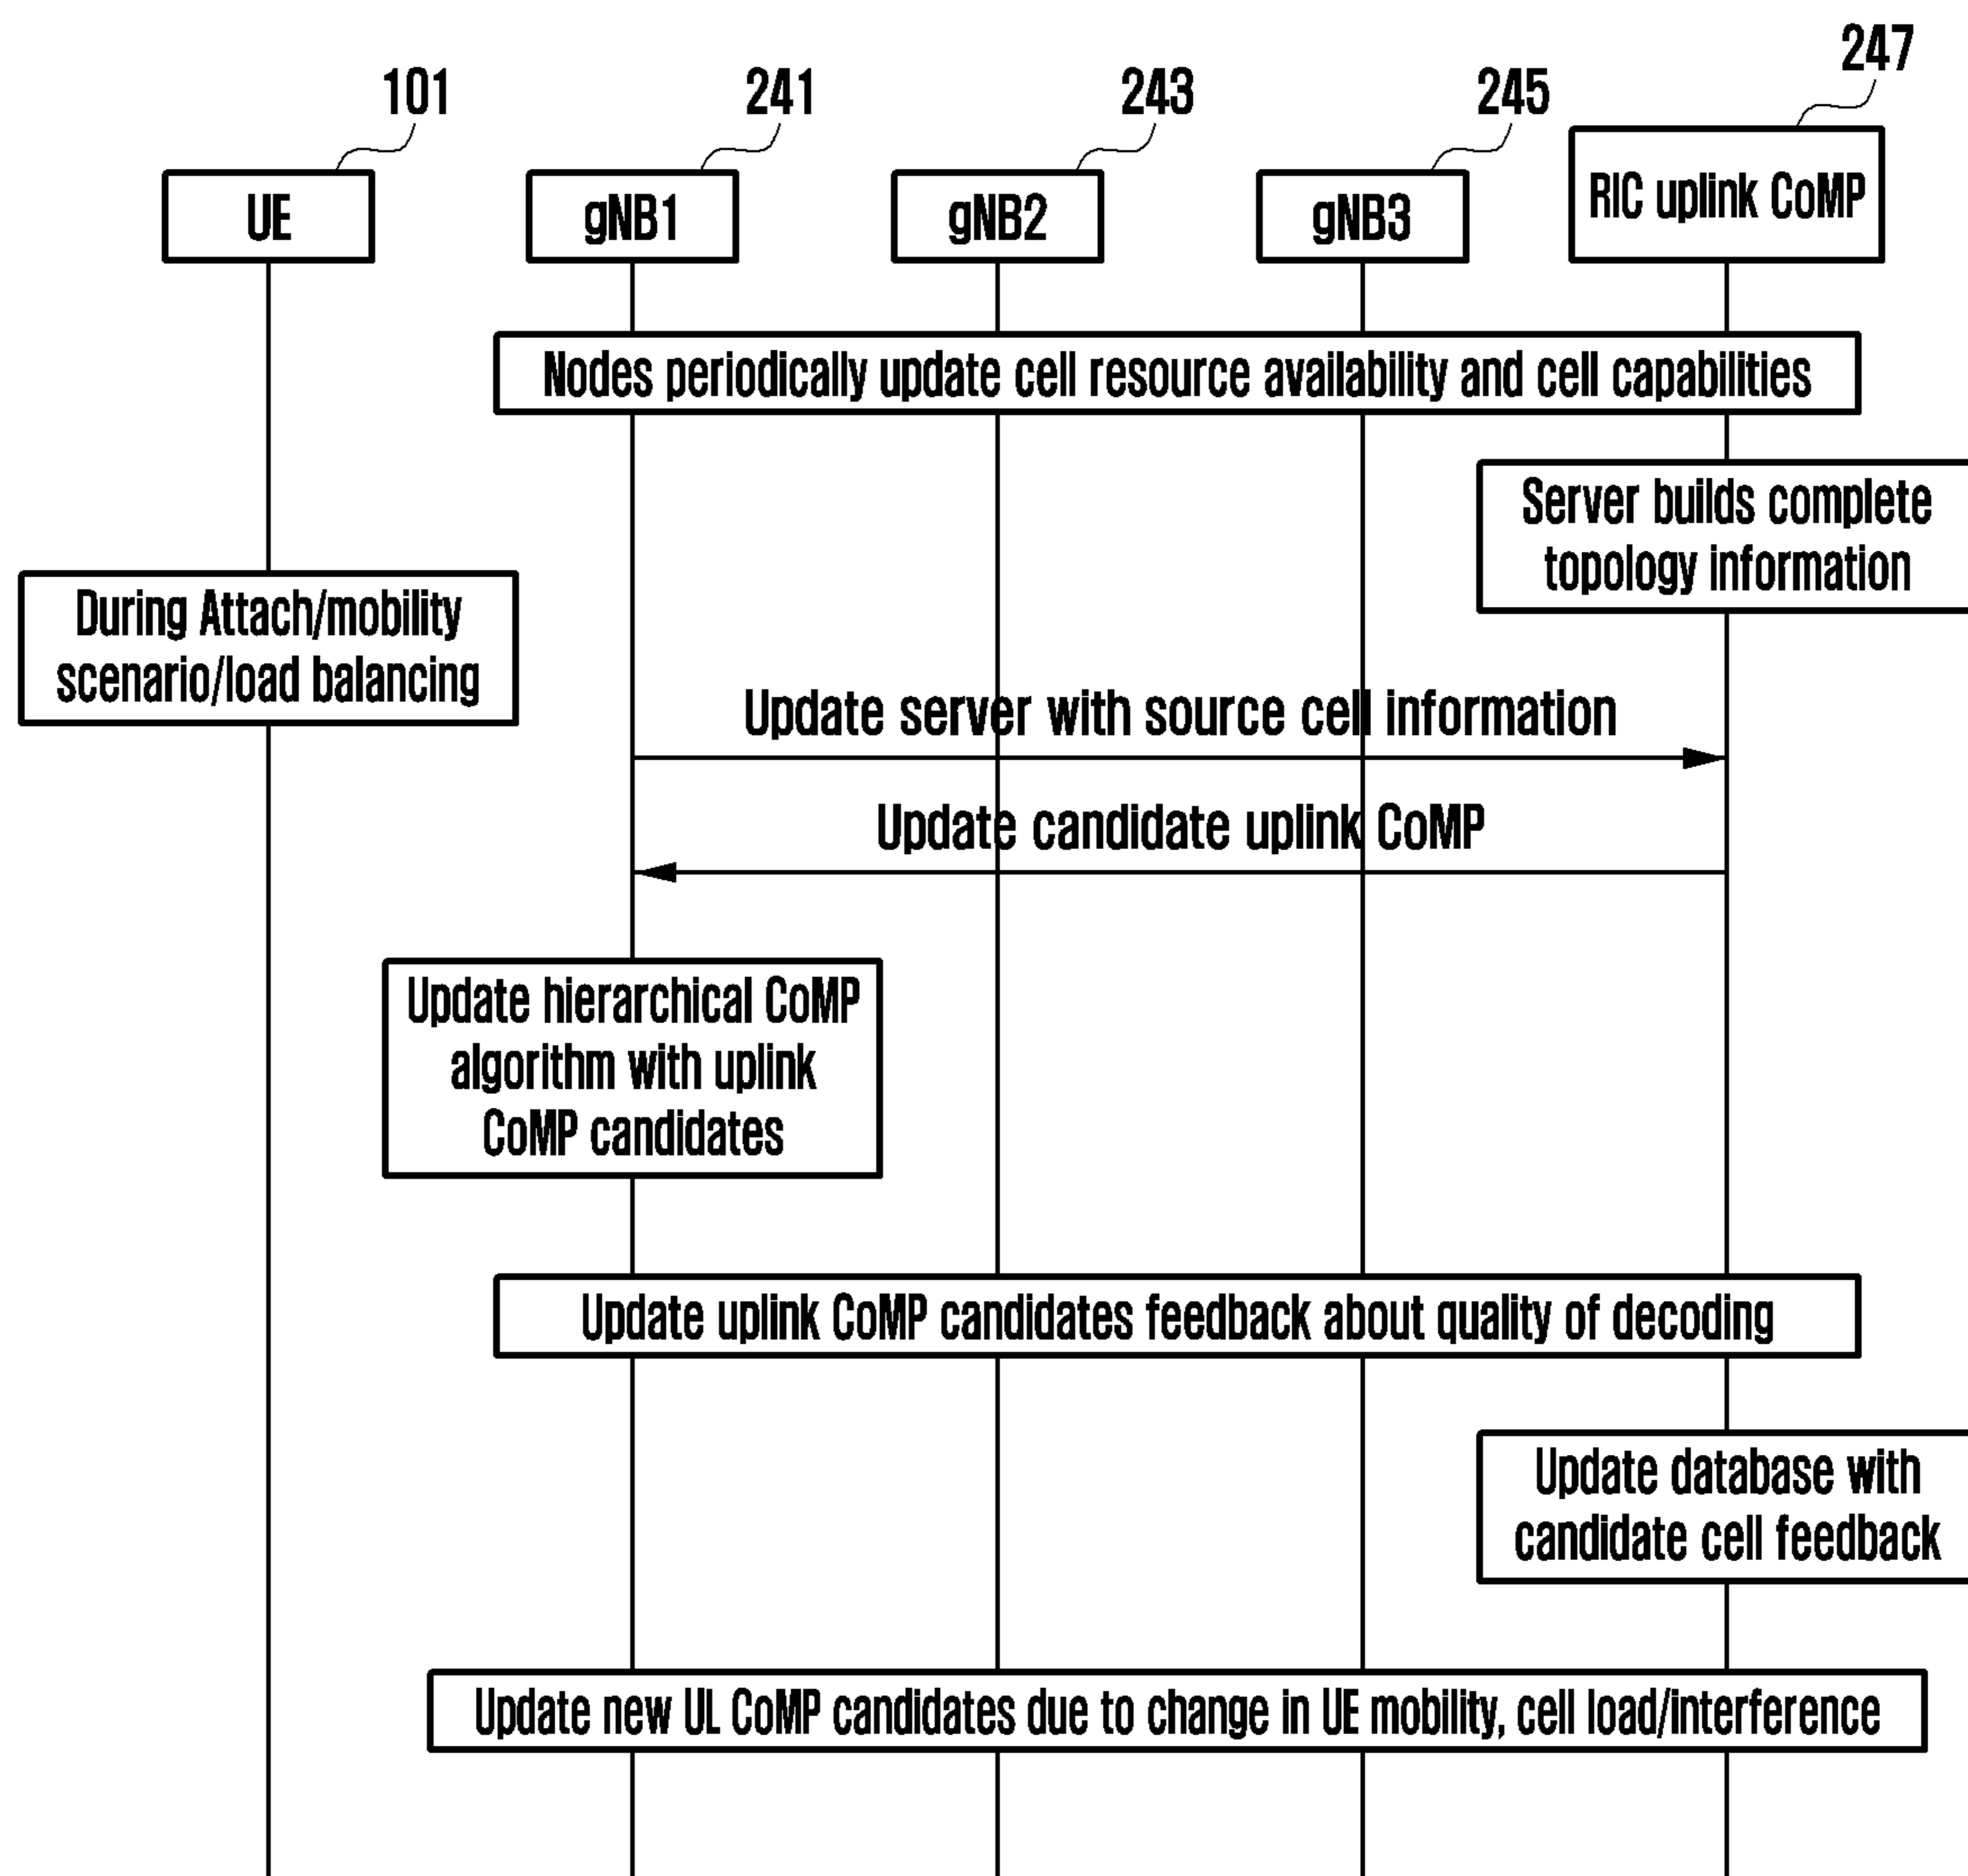 101
241
243
245
247
UE
gNB1
gNB2
gNB3
RIC uplink CoMP
Nodes periodically update cell resource availability and cell capabilities
Server builds complete
topology information
During Attach/mobility
scenario/load balancing
Update server with source cell information
Update candidate uplink CoMP
Update hierarchical CoMP
algorithm with uplink
CoMP candidates
Update uplink CoMP candidates feedback about quality of decoding
Update database with
candidate cell feedback
Update new UL CoMP candidates due to change in UE mobility, cell load/interference